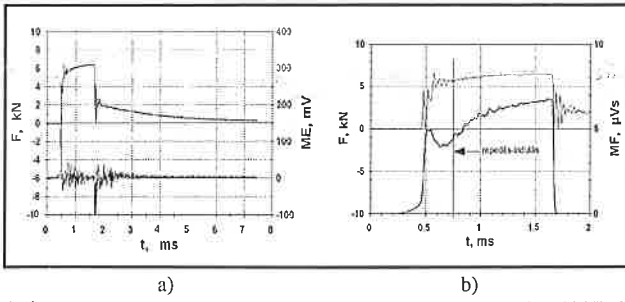 10 400
8
6 300
4
2 200
0
-2 100
-4
-6 0
-8
-10 -100
F, kN
ME, mV
0 1 2 3 4 5 6 7 8
t, ms
10 10
5
0 5
-5
-10 0
F, kN
MF, µVs
repedés-indulás
0 0.5 1 1.5 2
t, ms
a) b)